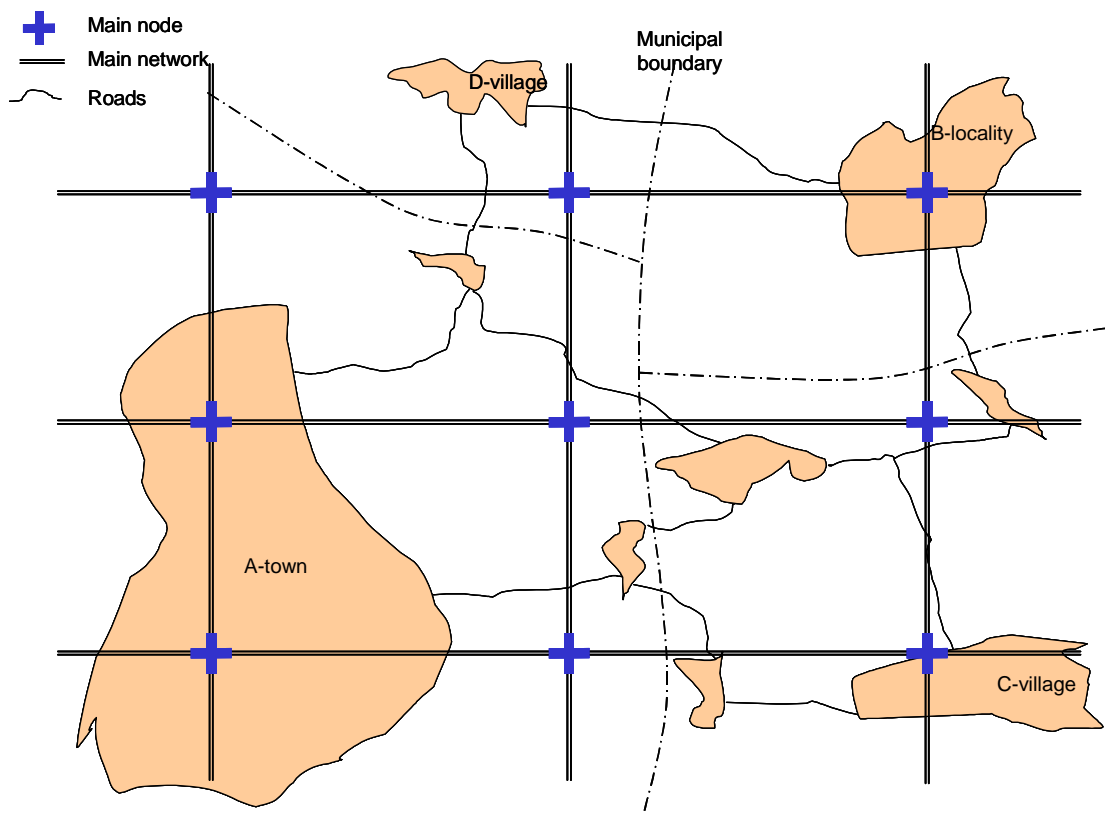 Main node
Main network
Roads
Municipal
boundary
D-village
B-locality
A-town
C-village